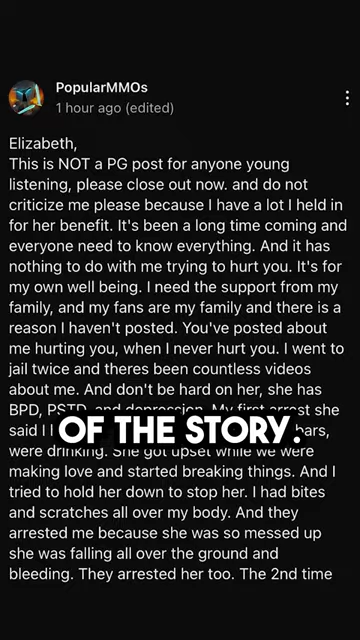 PopularMMOs
1 hour ago (edited)
Elizabeth,
This is NOT a PG post for anyone young
listening, please close out now. and do not
criticize me please because I have a lot I held in
for her benefit. It's been a long time coming and
everyone need to know everything. And it has
nothing to do with me trying to hurt you. It's for
my own well being. I need the support from my
family, and my fans are my family and there is a
reason I haven't posted. You've posted about
me hurting you, when I never hurt you. I went to
jail twice and theres been countless videos
about me. And don't be hard on her, she has
BPD, PSTD, and depression. My first arrest she
said I
bars,
OF THE STORY.
were drinking. She got upset while we were
making love and started breaking things. And I
tried to hold her down to stop her. I had bites
and scratches all over my body. And they
arrested me because she was so messed up
she was falling all over the ground and
bleeding. They arrested her too. The 2nd time